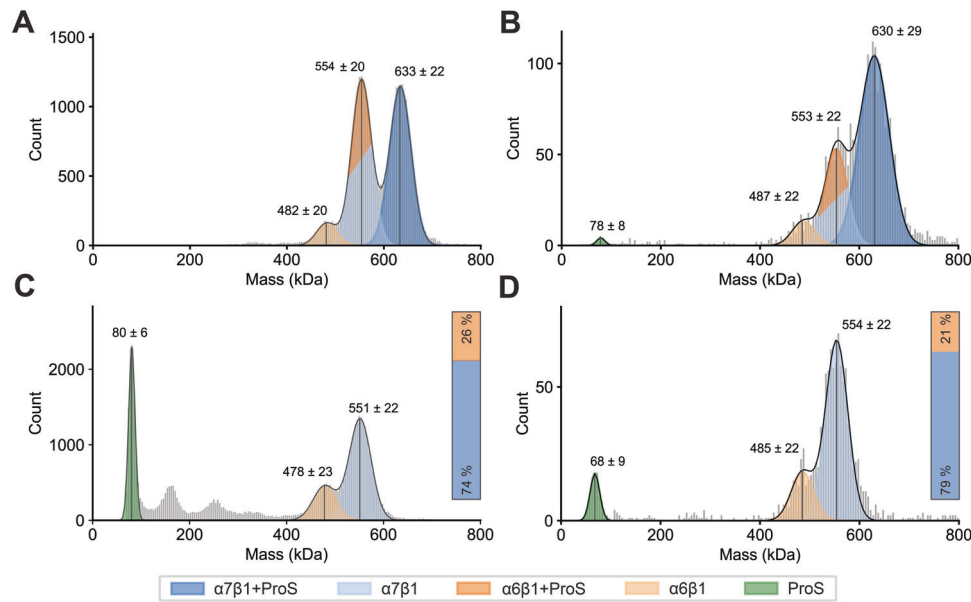 A
1500
1000
500
0
Count
482 ± 20
554 ± 20
633 ± 22
0 200 400 600 800
Mass (kDa)
B
100
50
0
Count
78 ± 8
487 ± 22
553 ± 22
630 ± 29
0 200 400 600 800
Mass (kDa)
C
2000
1000
0
Count
80 ± 6
478 ± 23
551 ± 22
26 %
74 %
0 200 400 600 800
Mass (kDa)
D
50
0
Count
68 ± 9
485 ± 22
554 ± 22
21 %
79 %
0 200 400 600 800
Mass (kDa)
α7β1+ProS α7β1 α6β1+ProS α6β1 ProS